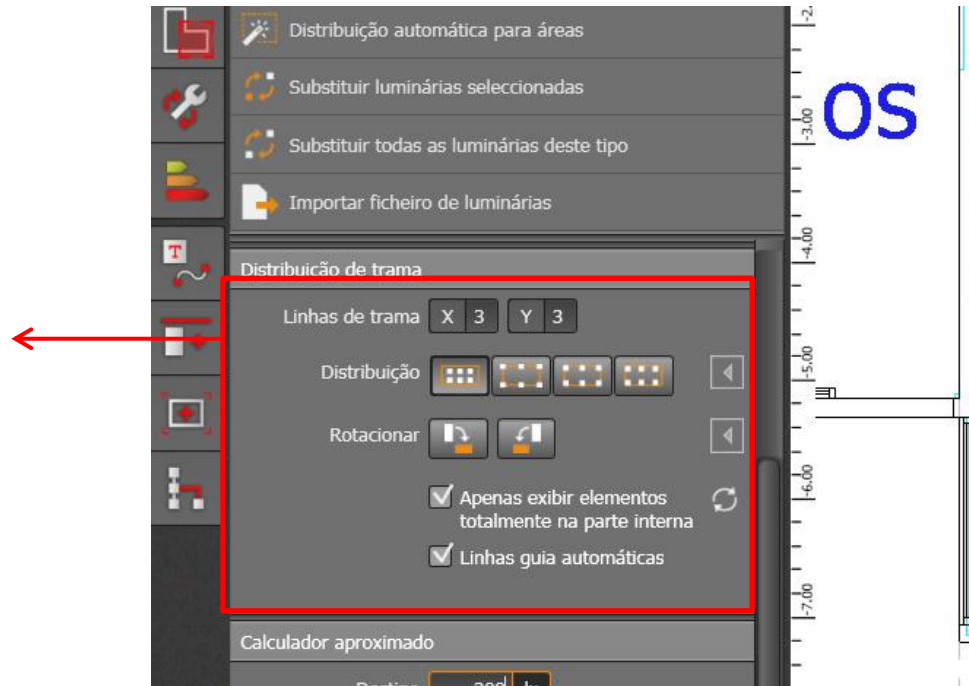 Distribuição automática para áreas
Substituir luminárias seleccionadas
Substituir todas as luminárias deste tipo
Importar ficheiro de luminárias
T
Distribuição de trama
Linhas de trama X 3 Y 3
Distribuição
Rotacionar
Apenas exibir elementos
totalmente na parte interna
Linhas guia automáticas
Calculador aproximado
-2.
-3.00
-4.00
-5.00
-6.00
-7.00
OS